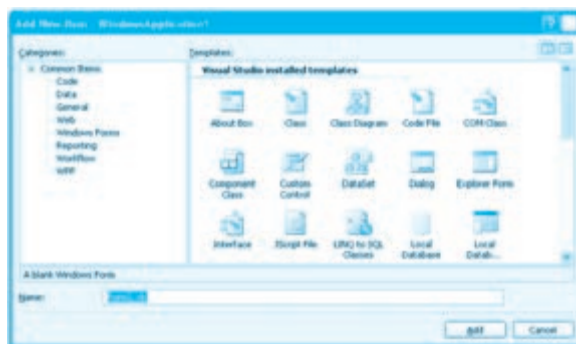 Add New Item - WindowsApplication1
Categories:
Templates:
Common Items
Code
Data
General
Web
Windows Forms
Reporting
Workflow
WPF
Visual Studio installed templates
About Box Class Class Diagram Code File COM Class
Component Class Custom Control DataSet Dialog Explorer Form
Interface JScript File LINQ to SQL Classes Local Database Local Datab...
A blank Windows Form
Name:
Add Cancel